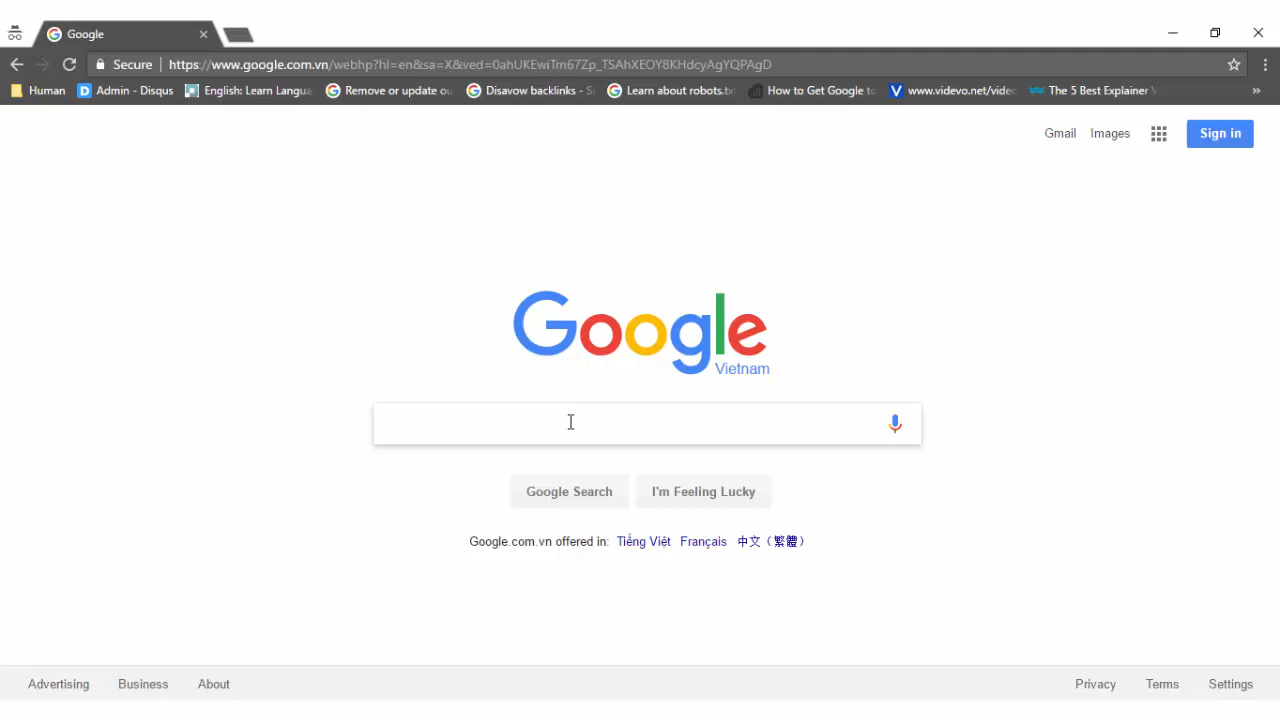 Google
Secure https://www.google.com.vn/webhp?hl=en&sa=X&ved=0ahUKEwiTm67Zp_TSAhXEOY8KHdcyAgYQPAgD
Human Admin - Disqus English: Learn Langua Remove or update ou Disavow backlinks - S Learn about robots.tx How to Get Google to www.videvo.net/vide The 5 Best Explainer V
Gmail Images Sign in
Google
Vietnam
Google Search I'm Feeling Lucky
Google.com.vn offered in: Tiếng Việt Français 中文（繁體）
Advertising Business About Privacy Terms Settings